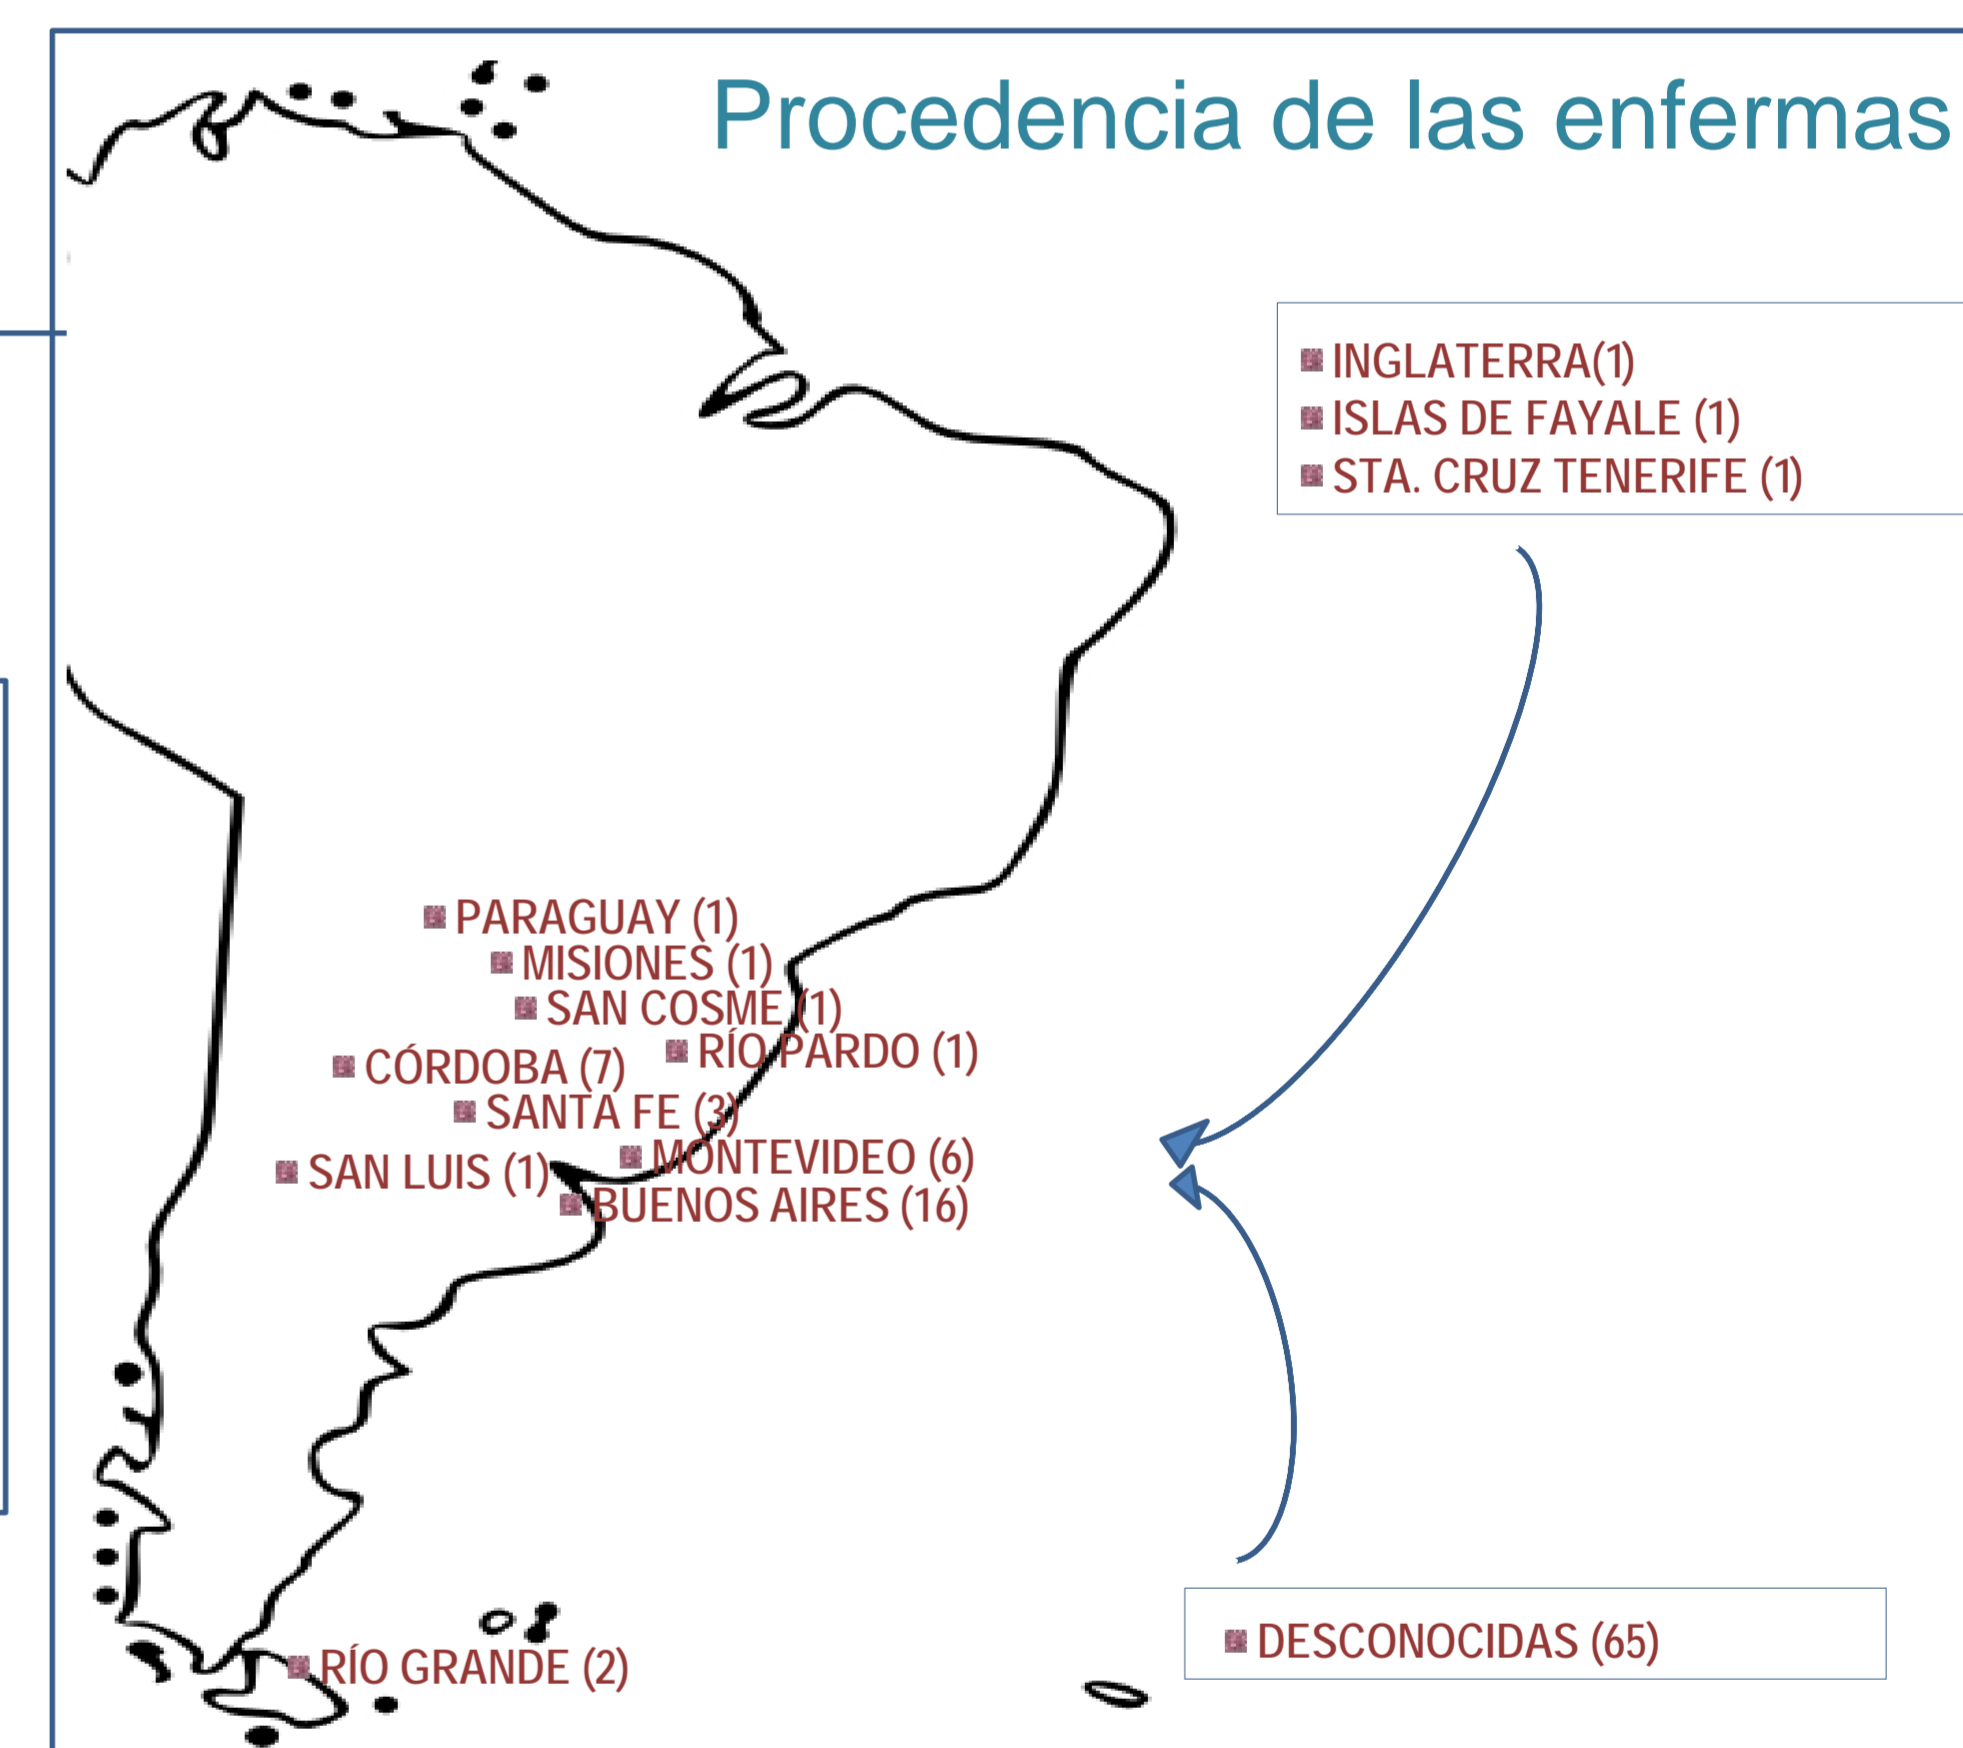 Procedencia de las enfermas
INGLATERRA(1)
ISLAS DE FAYALE (1)
STA. CRUZ TENERIFE (1)
PARAGUAY (1)
MISIONES (1)
SAN COSME (1)
RÍO PARDO (1)
CÓRDOBA (7)
SANTA FE (3)
MONTEVIDEO (6)
SAN LUIS (1)
BUENOS AIRES (16)
DESCONOCIDAS (65)
RÍO GRANDE (2)